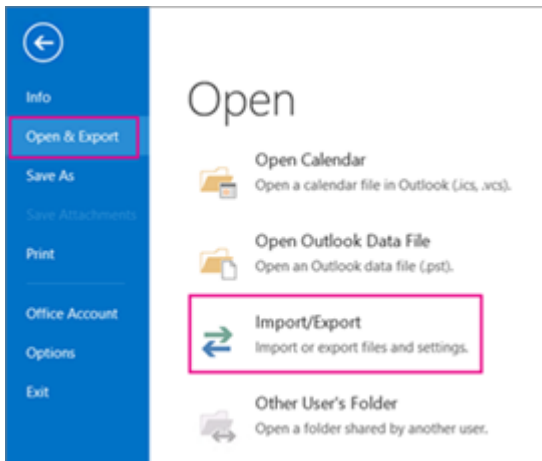 Info
Open & Export
Save As
Save Attachments
Print
Office Account
Options
Exit
Open
Open Calendar
Open a calendar file in Outlook (.ics, .vcs).
Open Outlook Data File
Open an Outlook data file (.pst).
Import/Export
Import or export files and settings.
Other User's Folder
Open a folder shared by another user.